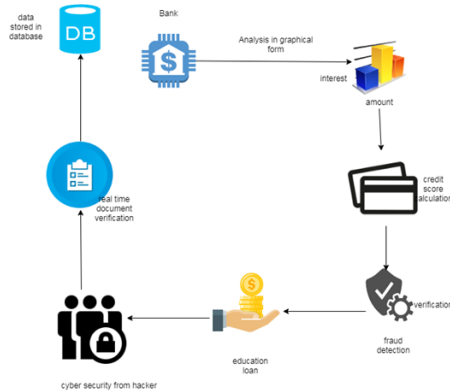 data
stored in
database
DB
Bank
$
Analysis in graphical
form
interest
amount
credit
score
alculation
verification
fraud
detection
$
education
loan
cyber security from hacker
real time
document
verification